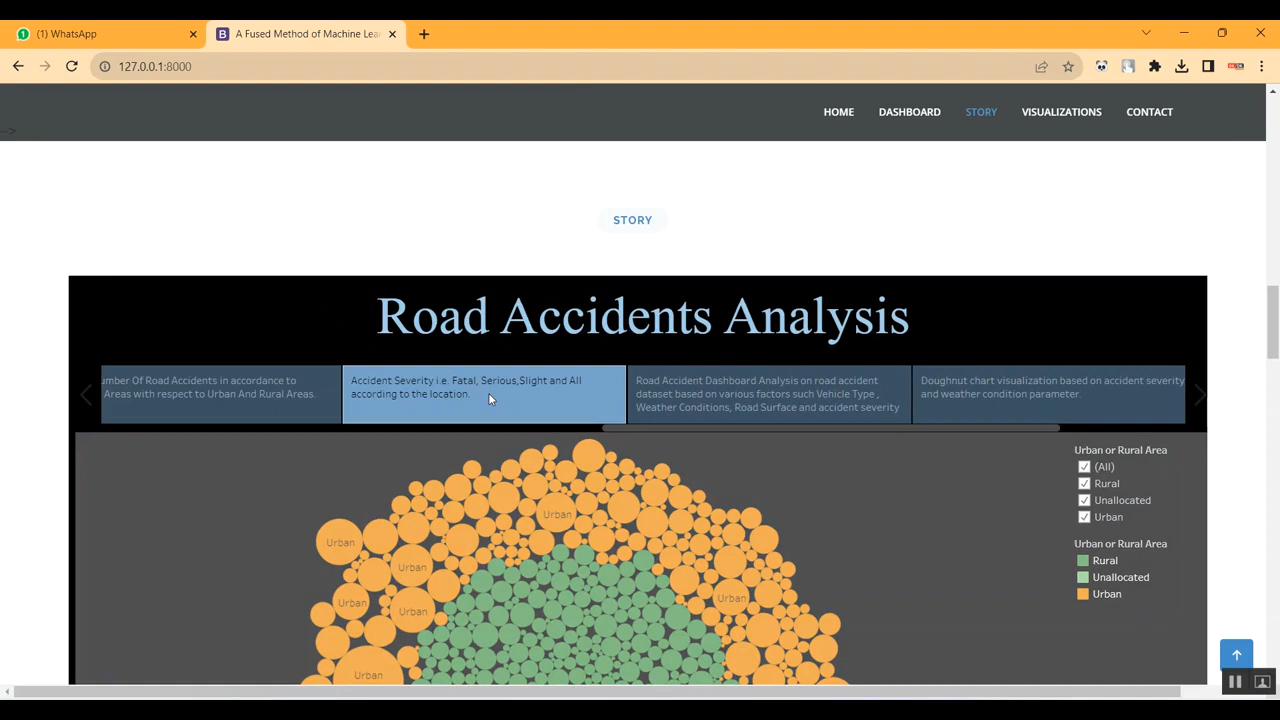 (1) WhatsApp
A Fused Method of Machine Lea
127.0.0.1:8000
HOME
DASHBOARD
STORY
VISUALIZATIONS
CONTACT
-->
STORY
Road Accidents Analysis
umber Of Road Accidents in accordance to
Areas with respect to Urban And Rural Areas.
Accident Severity i.e. Fatal, Serious,Slight and All
according to the location.
Road Accident Dashboard Analysis on road accident
dataset based on various factors such Vehicle Type ,
Weather Conditions, Road Surface and accident severity
Doughnut chart visualization based on accident severity
and weather condition parameter.
Urban or Rural Area
(All)
Rural
Unallocated
Urban
Urban or Rural Area
Rural
Unallocated
Urban
Urban
Urban
Urban
Urban
Urban
Urban
Urban